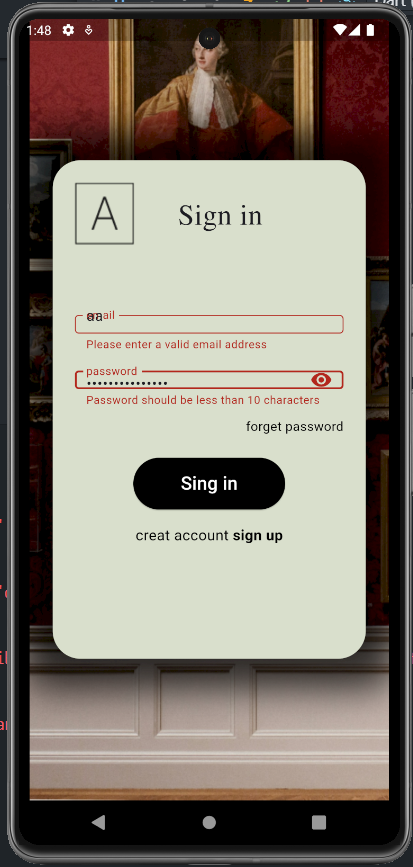 1:48
A
Sign in
email
aa
Please enter a valid email address
password
•••••••••••••••
Password should be less than 10 characters
forget password
Sing in
creat account sign up